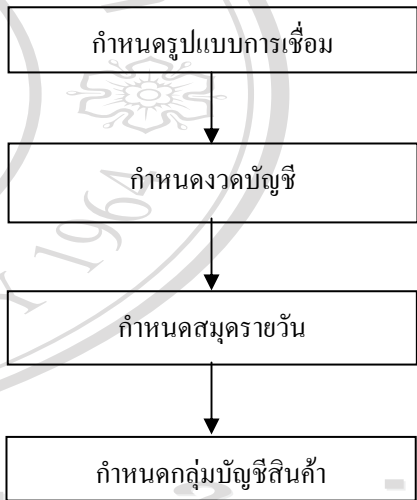 กำหนดรูปแบบการเชื่อม
กำหนดงวดบัญชี
1964
กำหนดสมุดรายวัน
กำหนดกลุ่มบัญชีสินค้า